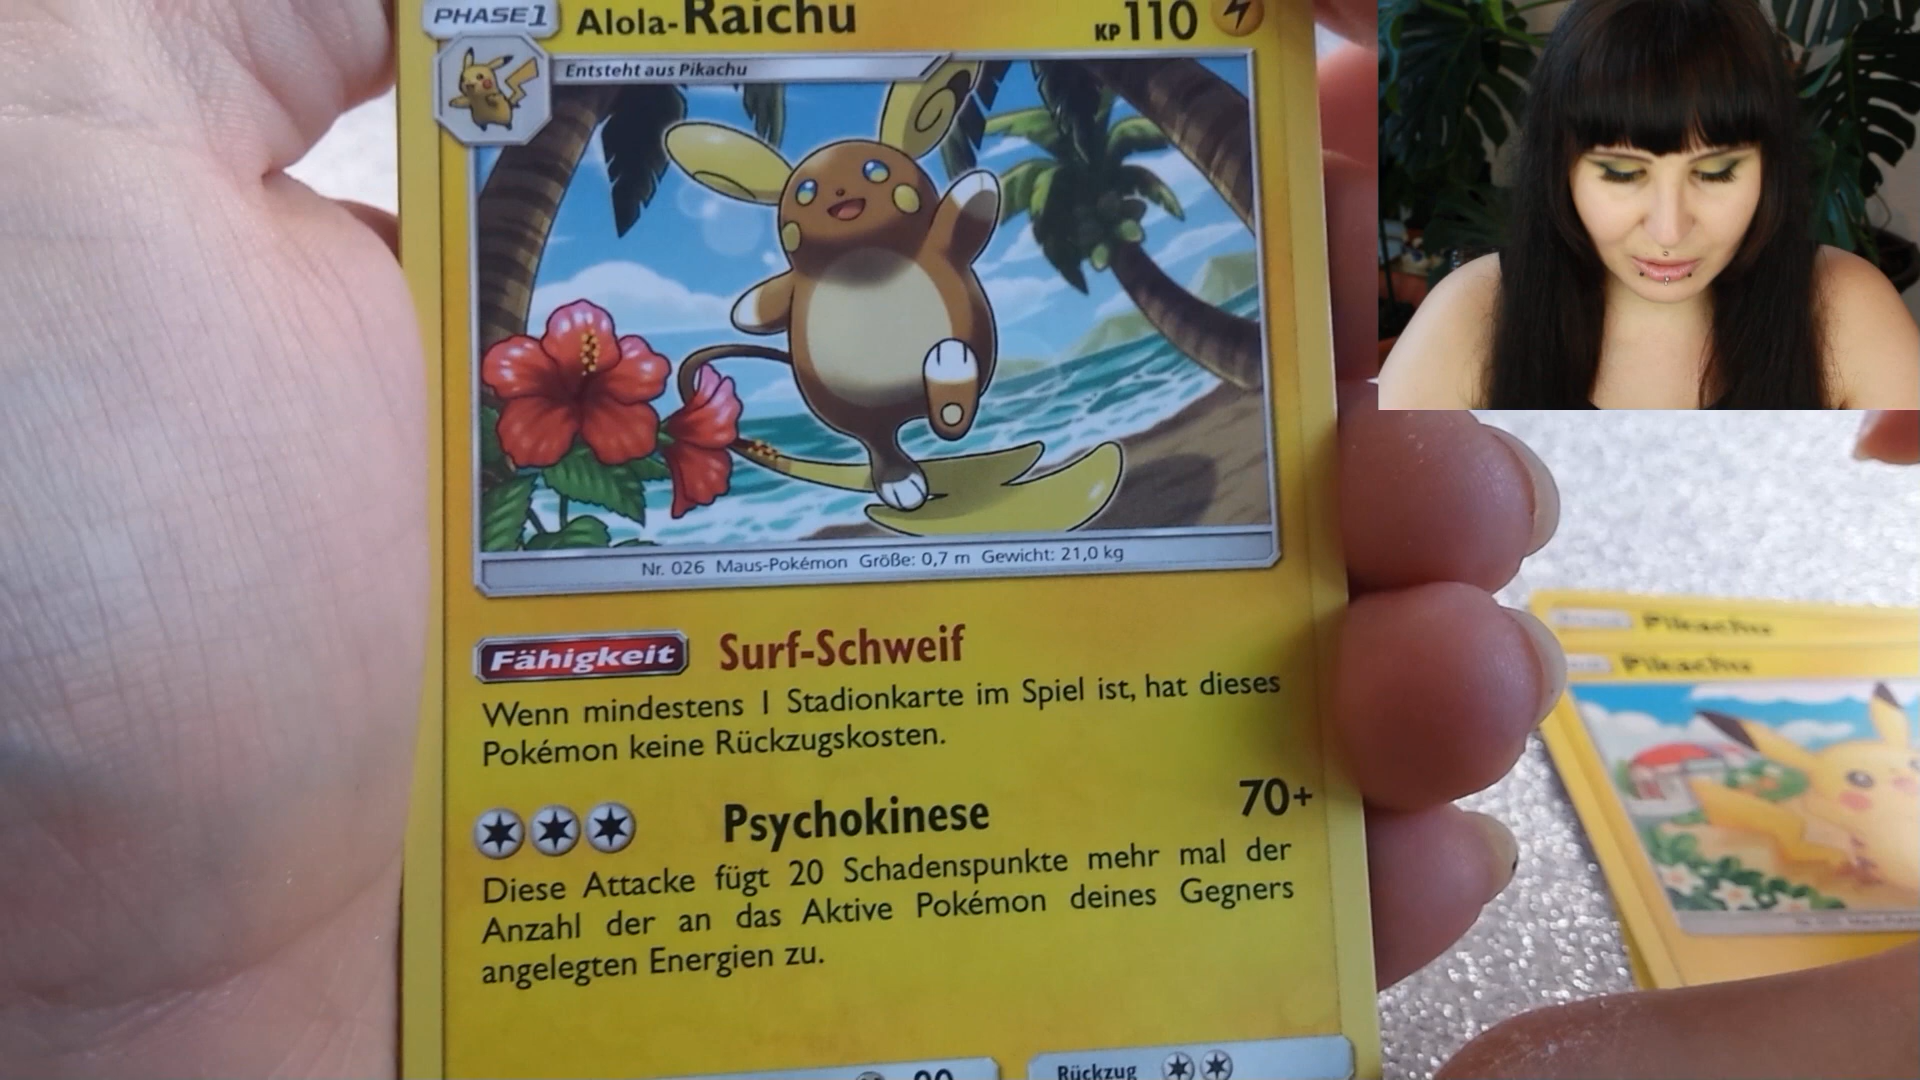 PHASE 1 Alola-Raichu KP 110
Entsteht aus Pikachu
Nr. 026 Maus-Pokémon Größe: 0,7 m Gewicht: 21,0 kg
Fähigkeit Surf-Schweif
Wenn mindestens 1 Stadionkarte im Spiel ist, hat dieses
Pokémon keine Rückzugskosten.
Psychokinese 70+
Diese Attacke fügt 20 Schadenspunkte mehr mal der
Anzahl der an das Aktive Pokémon deines Gegners
angelegten Energien zu.
Rückzug
Pikachu
Pikachu